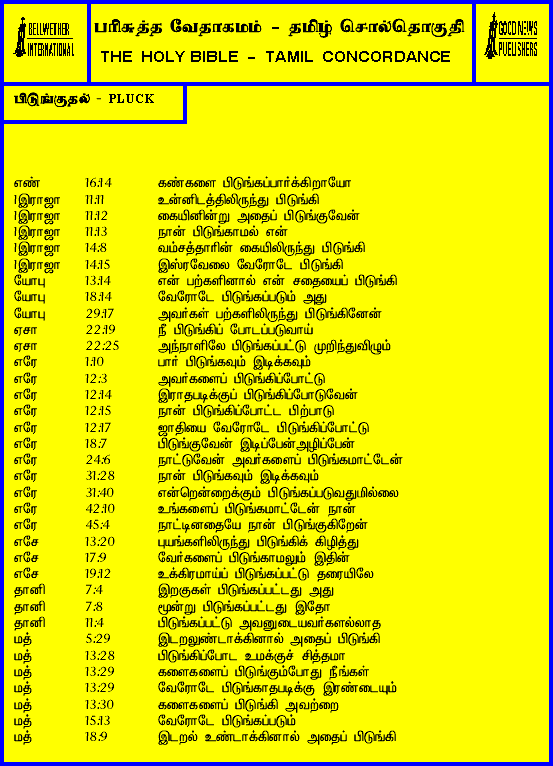 BELLWETHER
INTERNATIONAL
பரிசுத்த வேதாகமம் - தமிழ் சொல்தொகுதி
THE HOLY BIBLE - TAMIL CONCORDANCE
GOOD NEWS
PUBLISHERS
பிடுங்குதல் - PLUCK
எண் 16:14 கண்களை பிடுங்கப்பார்க்கிறாயோ
1இராஜா 11:11 உன்னிடத்திலிருந்து பிடுங்கி
1இராஜா 11:12 கையினின்று அதைப் பிடுங்குவேன்
1இராஜா 11:13 நான் பிடுங்காமல் என்
1இராஜா 14:8 வம்சத்தாரின் கையிலிருந்து பிடுங்கி
1இராஜா 14:15 இஸ்ரவேலை வேரோடே பிடுங்கி
யோபு 13:14 என் பற்களினால் என் சதையைப் பிடுங்கி
யோபு 18:14 வேரோடே பிடுங்கப்படும் அது
யோபு 29:17 அவர்கள் பற்களிலிருந்து பிடுங்கினேன்
ஏசா 22:19 நீ பிடுங்கிப் போடப்படுவாய்
ஏசா 22:25 அந்நாளிலே பிடுங்கப்பட்டு முறிந்துவிழும்
எரே 1:10 பார் பிடுங்கவும் இடிக்கவும்
எரே 12:3 அவர்களைப் பிடுங்கிப்போட்டு
எரே 12:14 இராதபடிக்குப் பிடுங்கிப்போடுவேன்
எரே 12:15 நான் பிடுங்கிப்போட்ட பிற்பாடு
எரே 12:17 ஜாதியை வேரோடே பிடுங்கிப்போட்டு
எரே 18:7 பிடுங்குவேன் இடிப்பேன்அழிப்பேன்
எரே 24:6 நாட்டுவேன் அவர்களைப் பிடுங்கமாட்டேன்
எரே 31:28 நான் பிடுங்கவும் இடிக்கவும்
எரே 31:40 என்றென்றைக்கும் பிடுங்கப்படுவதுமில்லை
எரே 42:10 உங்களைப் பிடுங்கமாட்டேன் நான்
எரே 45:4 நாட்டினதையே நான் பிடுங்குகிறேன்
எசே 13:20 புயங்களிலிருந்து பிடுங்கிக் கிழித்து
எசே 17:9 வேர்களைப் பிடுங்காமலும் இதின்
எசே 19:12 உக்கிரமாய்ப் பிடுங்கப்பட்டு தரையிலே
தானி 7:4 இறகுகள் பிடுங்கப்பட்டது அது
தானி 7:8 மூன்று பிடுங்கப்பட்டது இதோ
தானி 11:4 பிடுங்கப்பட்டு அவனுடையவர்களல்லாத
மத் 5:29 இடறலுண்டாக்கினால் அதைப் பிடுங்கி
மத் 13:28 பிடுங்கிப்போட உமக்குச் சித்தமா
மத் 13:29 களைகளைப் பிடுங்கும்போது நீங்கள்
மத் 13:29 வேரோடே பிடுங்காதபடிக்கு இரண்டையும்
மத் 13:30 களைகளைப் பிடுங்கி அவற்றை
மத் 15:13 வேரோடே பிடுங்கப்படும்
மத் 18:9 இடறல் உண்டாக்கினால் அதைப் பிடுங்கி